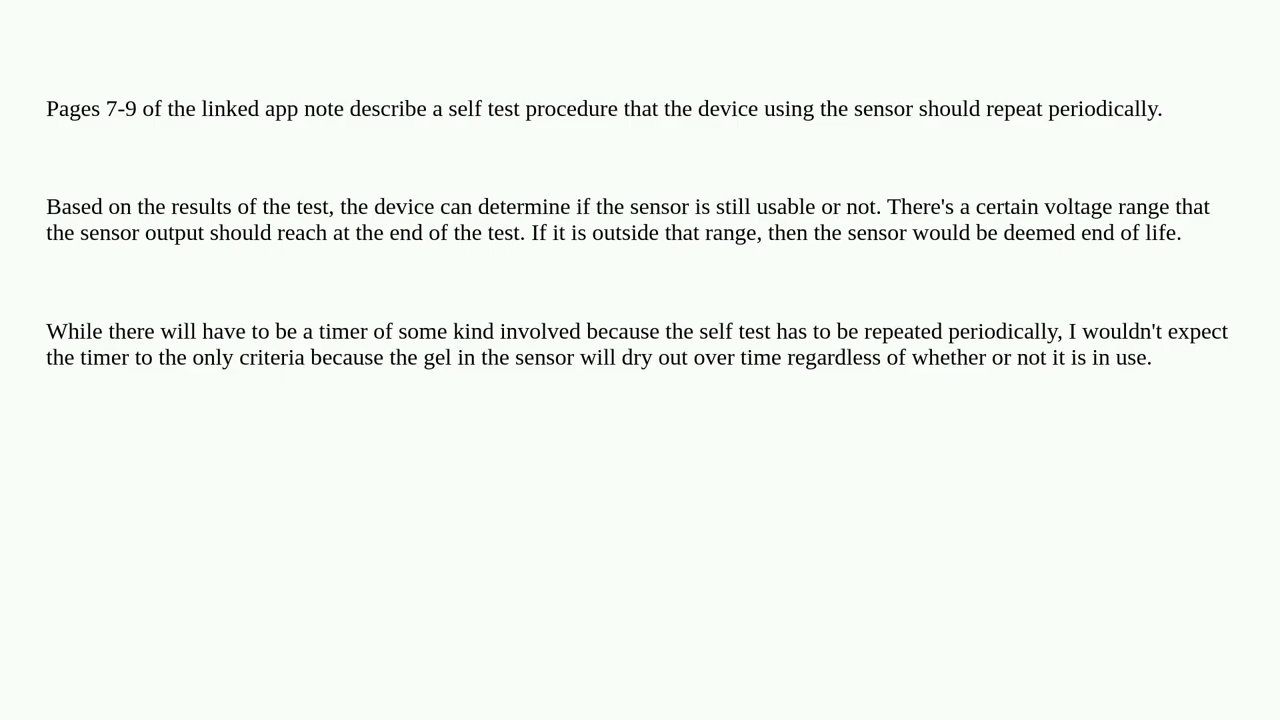 Pages 7-9 of the linked app note describe a self test procedure that the device using the sensor should repeat periodically.
Based on the results of the test, the device can determine if the sensor is still usable or not. There's a certain voltage range that
the sensor output should reach at the end of the test. If it is outside that range, then the sensor would be deemed end of life.
While there will have to be a timer of some kind involved because the self test has to be repeated periodically, I wouldn't expect
the timer to the only criteria because the gel in the sensor will dry out over time regardless of whether or not it is in use.